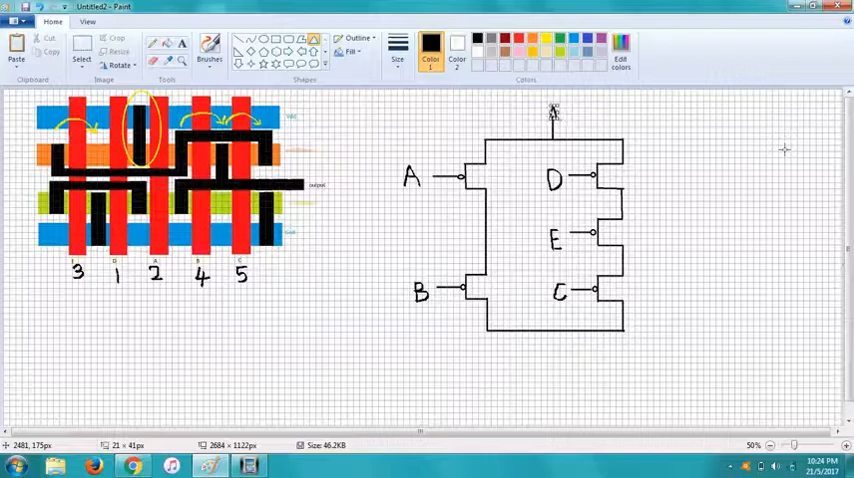 Untitled2 - Paint
Home
View
Cut
Copy
Paste
Crop
Resize
Rotate
Select
Brushes
Outline
Fill
Size
Color
1
Color
2
Edit
colors
Clipboard
Image
Tools
Shapes
Colors
Vdd
output
Gnd
E D A B C
3 1 2 4 5
A
D
E
B
C
2481, 175px
21 × 41px
2684 × 1122px
Size: 46.2KB
50%
10:24 PM
21/5/2017